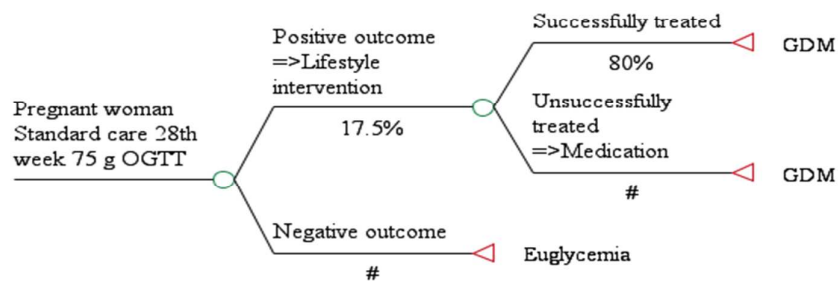 Pregnant woman
Standard care 28th
week 75 g OGTT
Positive outcome
=>Lifestyle
intervention
17.5%
Successfully treated
80%
GDM
Unsuccessfully
treated
=>Medication
#
GDM
Negative outcome
#
Euglycemia